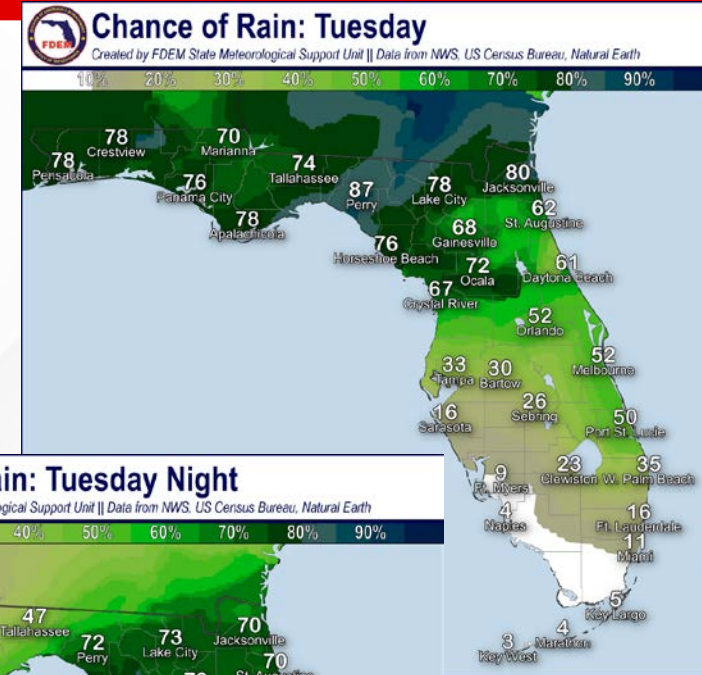 FDEM
Chance of Rain: Tuesday
Created by FDEM State Meteorological Support Unit || Data from NWS, US Census Bureau, Natural Earth
10% 20% 30% 40% 50% 60% 70% 80% 90%
78
Crestview
70
Marianna
78
Pensacola
74
Tallahassee
76
Panama City
87
Perry
78
Lake City
80
Jacksonville
62
St. Augustine
78
Apalachicola
68
Gainesville
76
Horseshoe Beach
72
Ocala
61
Daytona Beach
67
Crystal River
52
Orlando
33
Tampa
30
Bartow
52
Melbourne
16
Sarasota
26
Sebring
50
Port St. Lucie
9
Ft. Myers
23
Clewiston
35
W. Palm Beach
4
Naples
16
Ft. Lauderdale
11
Miami
5
Key Largo
4
Marathon
3
Key West
ain: Tuesday Night
ogical Support Unit || Data from NWS, US Census Bureau, Natural Earth
40% 50% 60% 70% 80% 90%
47
Tallahassee
72
Perry
73
Lake City
70
Jacksonville
70